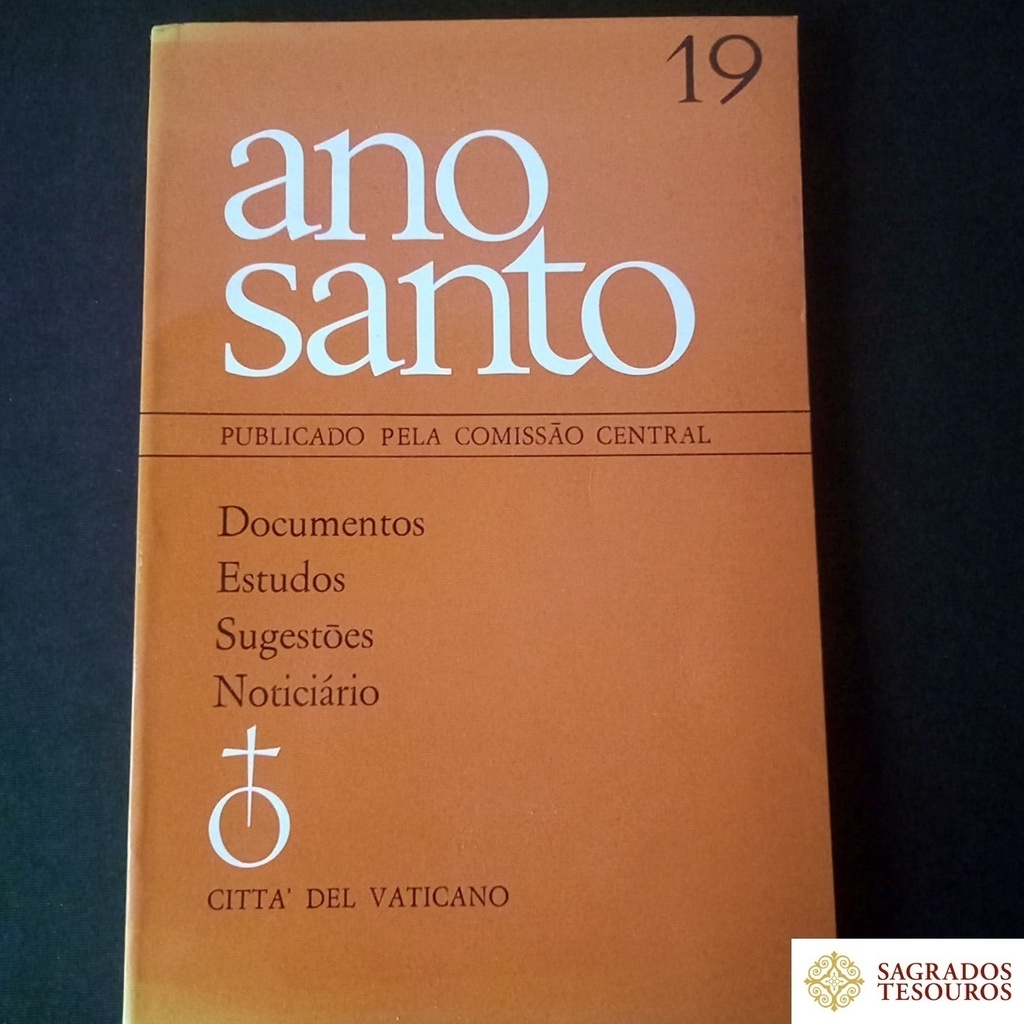 19
ano
santo
PUBLICADO PELA COMISSÃO CENTRAL
Documentos
Estudos
Sugestões
Noticiário
CITTA' DEL VATICANO
SAGRADOS
TESOUROS